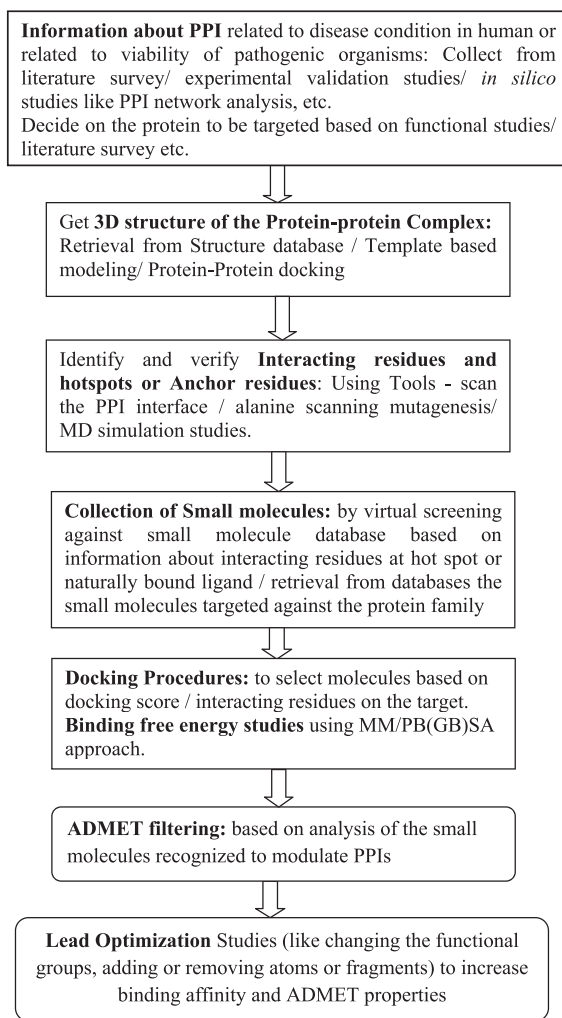 Information about PPI related to disease condition in human or
related to viability of pathogenic organisms: Collect from
literature survey/ experimental validation studies/ in silico
studies like PPI network analysis, etc.
Decide on the protein to be targeted based on functional studies/
literature survey etc.
Get 3D structure of the Protein-protein Complex:
Retrieval from Structure database / Template based
modeling/ Protein-Protein docking
Identify and verify Interacting residues and
hotspots or Anchor residues: Using Tools - scan
the PPI interface / alanine scanning mutagenesis/
MD simulation studies.
Collection of Small molecules: by virtual screening
against small molecule database based on
information about interacting residues at hot spot or
naturally bound ligand / retrieval from databases the
small molecules targeted against the protein family
Docking Procedures: to select molecules based on
docking score / interacting residues on the target.
Binding free energy studies using MM/PB(GB)SA
approach.
ADMET filtering: based on analysis of the small
molecules recognized to modulate PPIs
Lead Optimization Studies (like changing the functional
groups, adding or removing atoms or fragments) to increase
binding affinity and ADMET properties